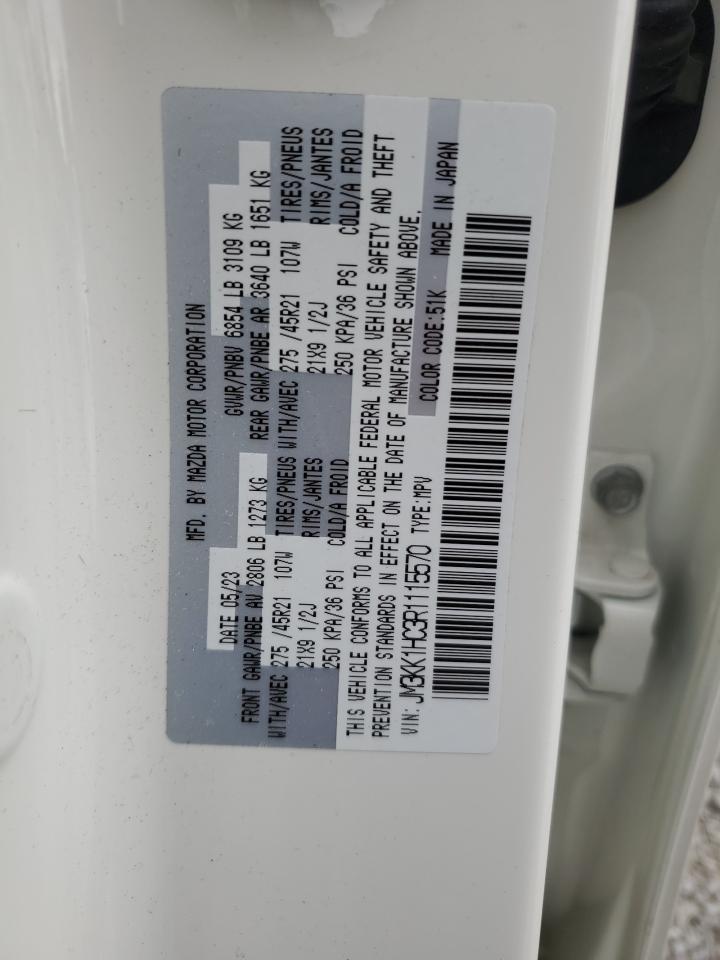 MFD. BY MAZDA MOTOR CORPORATION
DATE 05/23 GVWR/PNBV 6854 LB 3109 KG
FRONT GAWR/PNBE AV 2806 LB 1273 KG REAR GAWR/PNBE AR 3640 LB 1651 KG
WITH/AVEC 275 /45R21 107W TIRES/PNEUS WITH/AVEC 275 /45R21 107W TIRES/PNEUS
21X9 1/2J RIMS/JANTES 21X9 1/2J RIMS/JANTES
250 KPA/36 PSI COLD/A FROID 250 KPA/36 PSI COLD/A FROID
THIS VEHICLE CONFORMS TO ALL APPLICABLE FEDERAL MOTOR VEHICLE SAFETY AND THEFT
PREVENTION STANDARDS IN EFFECT ON THE DATE OF MANUFACTURE SHOWN ABOVE.
VIN: JM3KK1HC3R1115570 TYPE:MPV COLOR CODE:51K MADE IN JAPAN